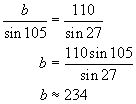 b/sin 105 = 110/sin 27
b = 110 sin 105/sin 27
b ≈ 234